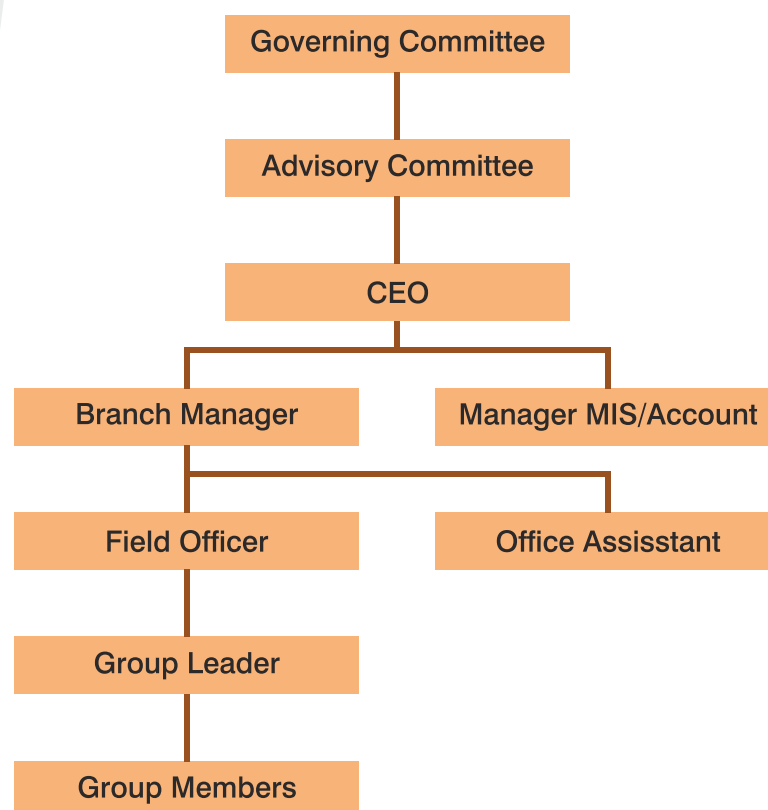 Governing Committee
Advisory Committee
CEO
Branch Manager
Manager MIS/Account
Field Officer
Office Assisstant
Group Leader
Group Members